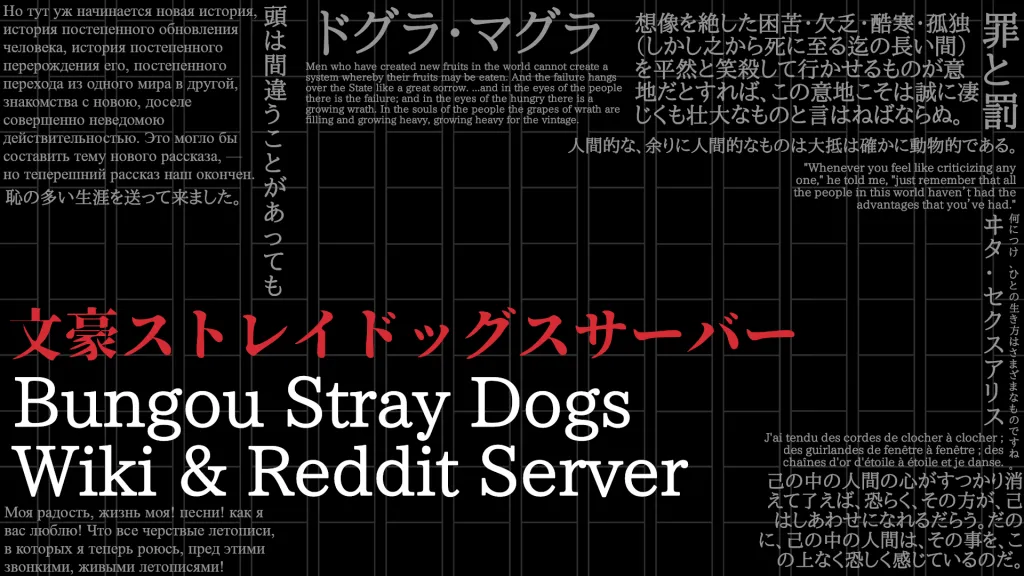 Но тут уж начинается новая история,
история постепенного обновления
человека, история постепенного
перерождения его, постепенного
перехода из одного мира в другой,
знакомства с новою, доселе
совершенно неведомою
действительностью. Это могло бы
составить тему нового рассказа, —
но теперешний рассказ наш окончен.
恥の多い生涯を送って来ました。
頭は間違うことがあっても
ドグラ・マグラ
Men who have created new fruits in the world cannot create a
system whereby their fruits may be eaten. And the failure hangs
over the State like a great sorrow. ...and in the eyes of the people
there is the failure; and in the eyes of the hungry there is a
growing wrath. In the souls of the people the grapes of wrath are
filling and growing heavy, growing heavy for the vintage.
想像を絶した困苦・欠乏・酷寒・孤独
(しかし之から死に至る迄の長い間)
を平然と笑殺して行かせるものが意
地だとすれば、この意地こそは誠に凄
じくも壮大なものと言はねばならぬ。
罪と罰
人間的な、余りに人間的なものは大抵は確かに動物的である。
"Whenever you feel like criticizing any
one," he told me, "just remember that all
the people in this world haven't had the
advantages that you've had."
何につけ、ひとの生き方はさまざまなものですね。
ヰタ・セクスアリス
文豪ストレイドッグスサーバー
Bungou Stray Dogs
Wiki & Reddit Server
J'ai tendu des cordes de clocher à clocher ;
des guirlandes de fenêtre à fenêtre ; des
chaînes d'or d'étoile à étoile et je danse.
己の中の人間の心がすつかり消
えて了えば、恐らく、その方が、己
はしあわせになれるだらう。だの
に、己の中の人間は、その事を、こ
の上なく恐しく感じているのだ。
Моя радость, жизнь моя! песни! как я
вас люблю! Что все черствые летописи,
в которых я теперь роюсь, пред этими
звонкими, живыми летописями!